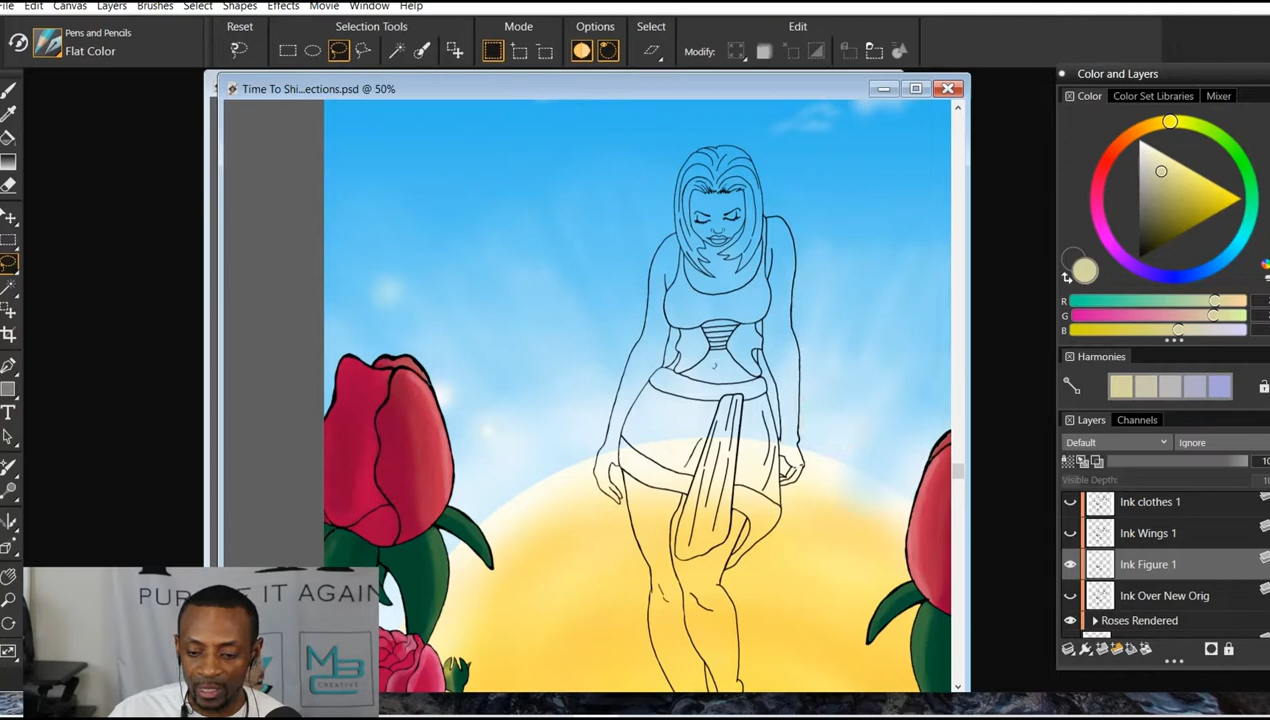 File Edit Canvas Layers Brushes Select Shapes Effects Movie Window Help
Pens and Pencils
Flat Color
Reset
Selection Tools
Mode
Options
Select
Edit
Modify:
Time To Shi...ections.psd @ 50%
Color and Layers
Color Color Set Libraries Mixer
R
G
B
Harmonies
Layers Channels
Default Ignore
10
Visible Depth:
Ink clothes 1
Ink Wings 1
Ink Figure 1
Ink Over New Orig
Roses Rendered
IT AGAIN
CREATIVE